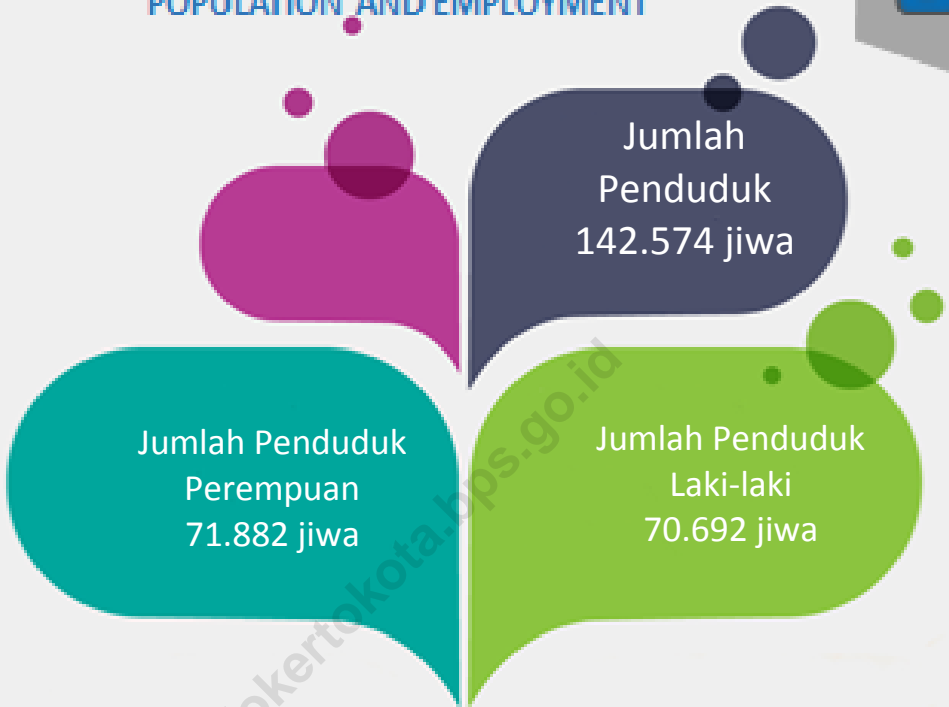 POPULATION AND EMPLOYMENT
Jumlah
Penduduk
142.574 jiwa
Jumlah Penduduk
Perempuan
71.882 jiwa
Jumlah Penduduk
Laki-laki
70.692 jiwa
okertokota.bps.go.id